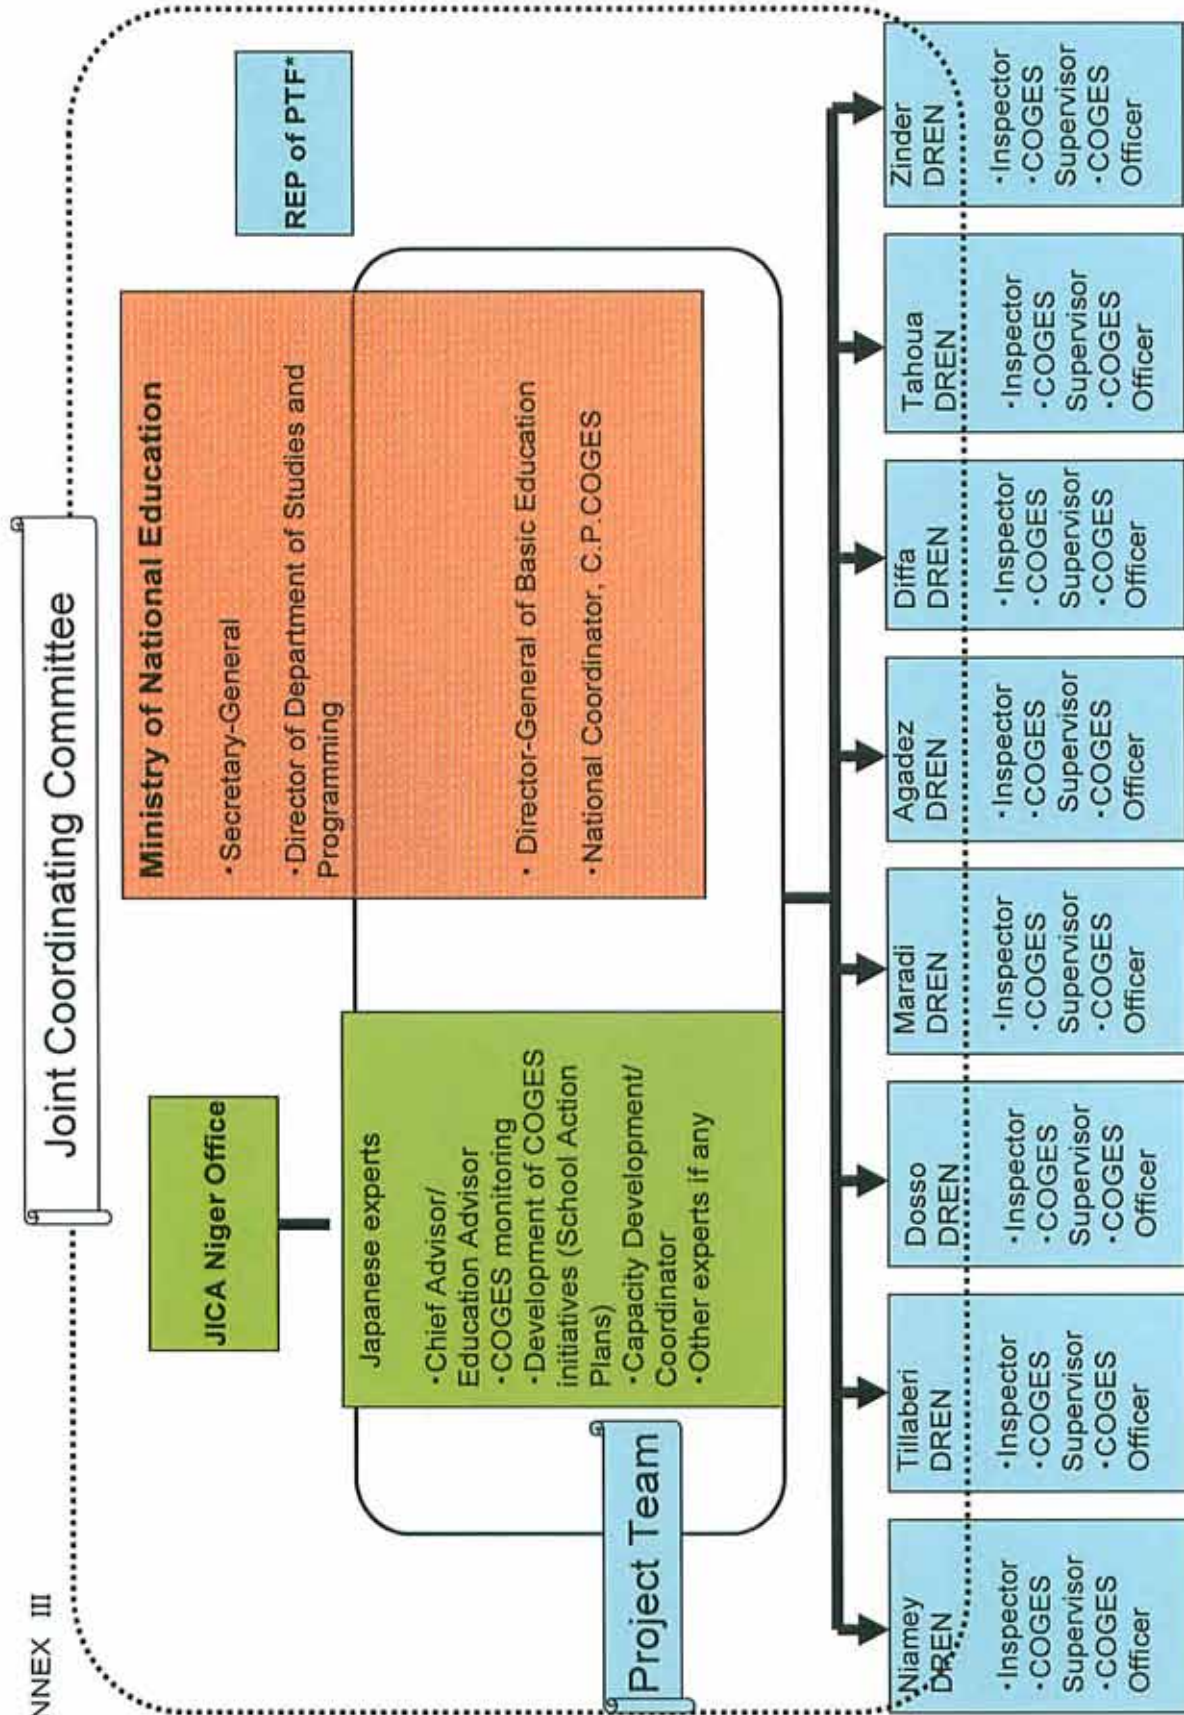 NNEX III
Joint Coordinating Committee
JICA Niger Office
Ministry of National Education
・Secretary-General
・Director of Department of Studies and
Programming
・Director-General of Basic Education
・National Coordinator, C.P.COGES
REP of PTF*
Japanese experts
・Chief Advisor/
Education Advisor
・COGES monitoring
・Development of COGES
initiatives (School Action
Plans)
・Capacity Development/
Coordinator
・Other experts if any
Project Team
Niamey
DREN
・Inspector
・COGES
Supervisor
・COGES
Officer
Tillaberi
DREN
・Inspector
・COGES
Supervisor
・COGES
Officer
Dosso
DREN
・Inspector
・COGES
Supervisor
・COGES
Officer
Maradi
DREN
・Inspector
・COGES
Supervisor
・COGES
Officer
Agadez
DREN
・Inspector
・COGES
Supervisor
・COGES
Officer
Diffa
DREN
・Inspector
・COGES
Supervisor
・COGES
Officer
Tahoua
DREN
・Inspector
・COGES
Supervisor
・COGES
Officer
Zinder
DREN
・Inspector
・COGES
Supervisor
・COGES
Officer